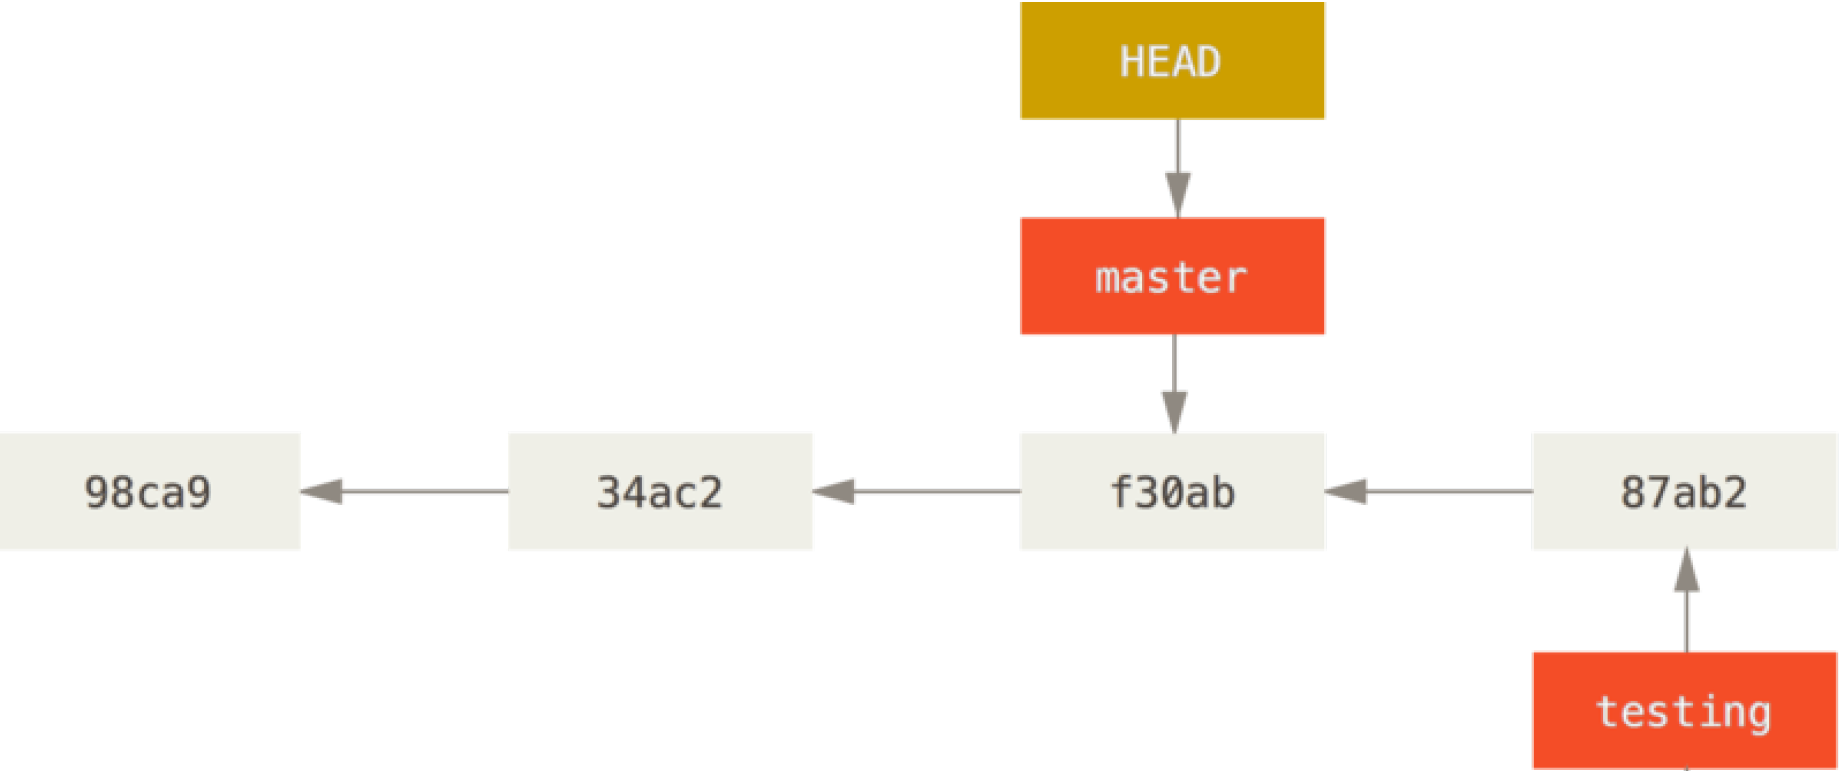 HEAD
master
98ca9
34ac2
f30ab
87ab2
testing